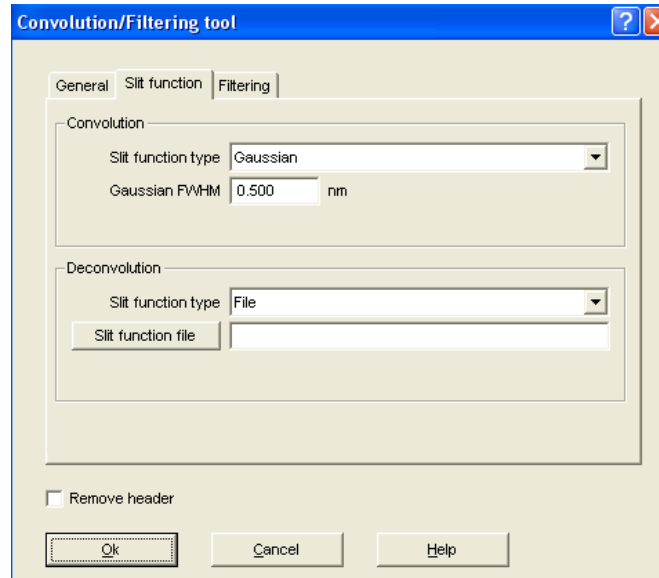 Convolution/Filtering tool
General Slit function Filtering
Convolution
Slit function type Gaussian
Gaussian FWHM 0.500 nm
Deconvolution
Slit function type File
Slit function file
Remove header
Ok Cancel Help